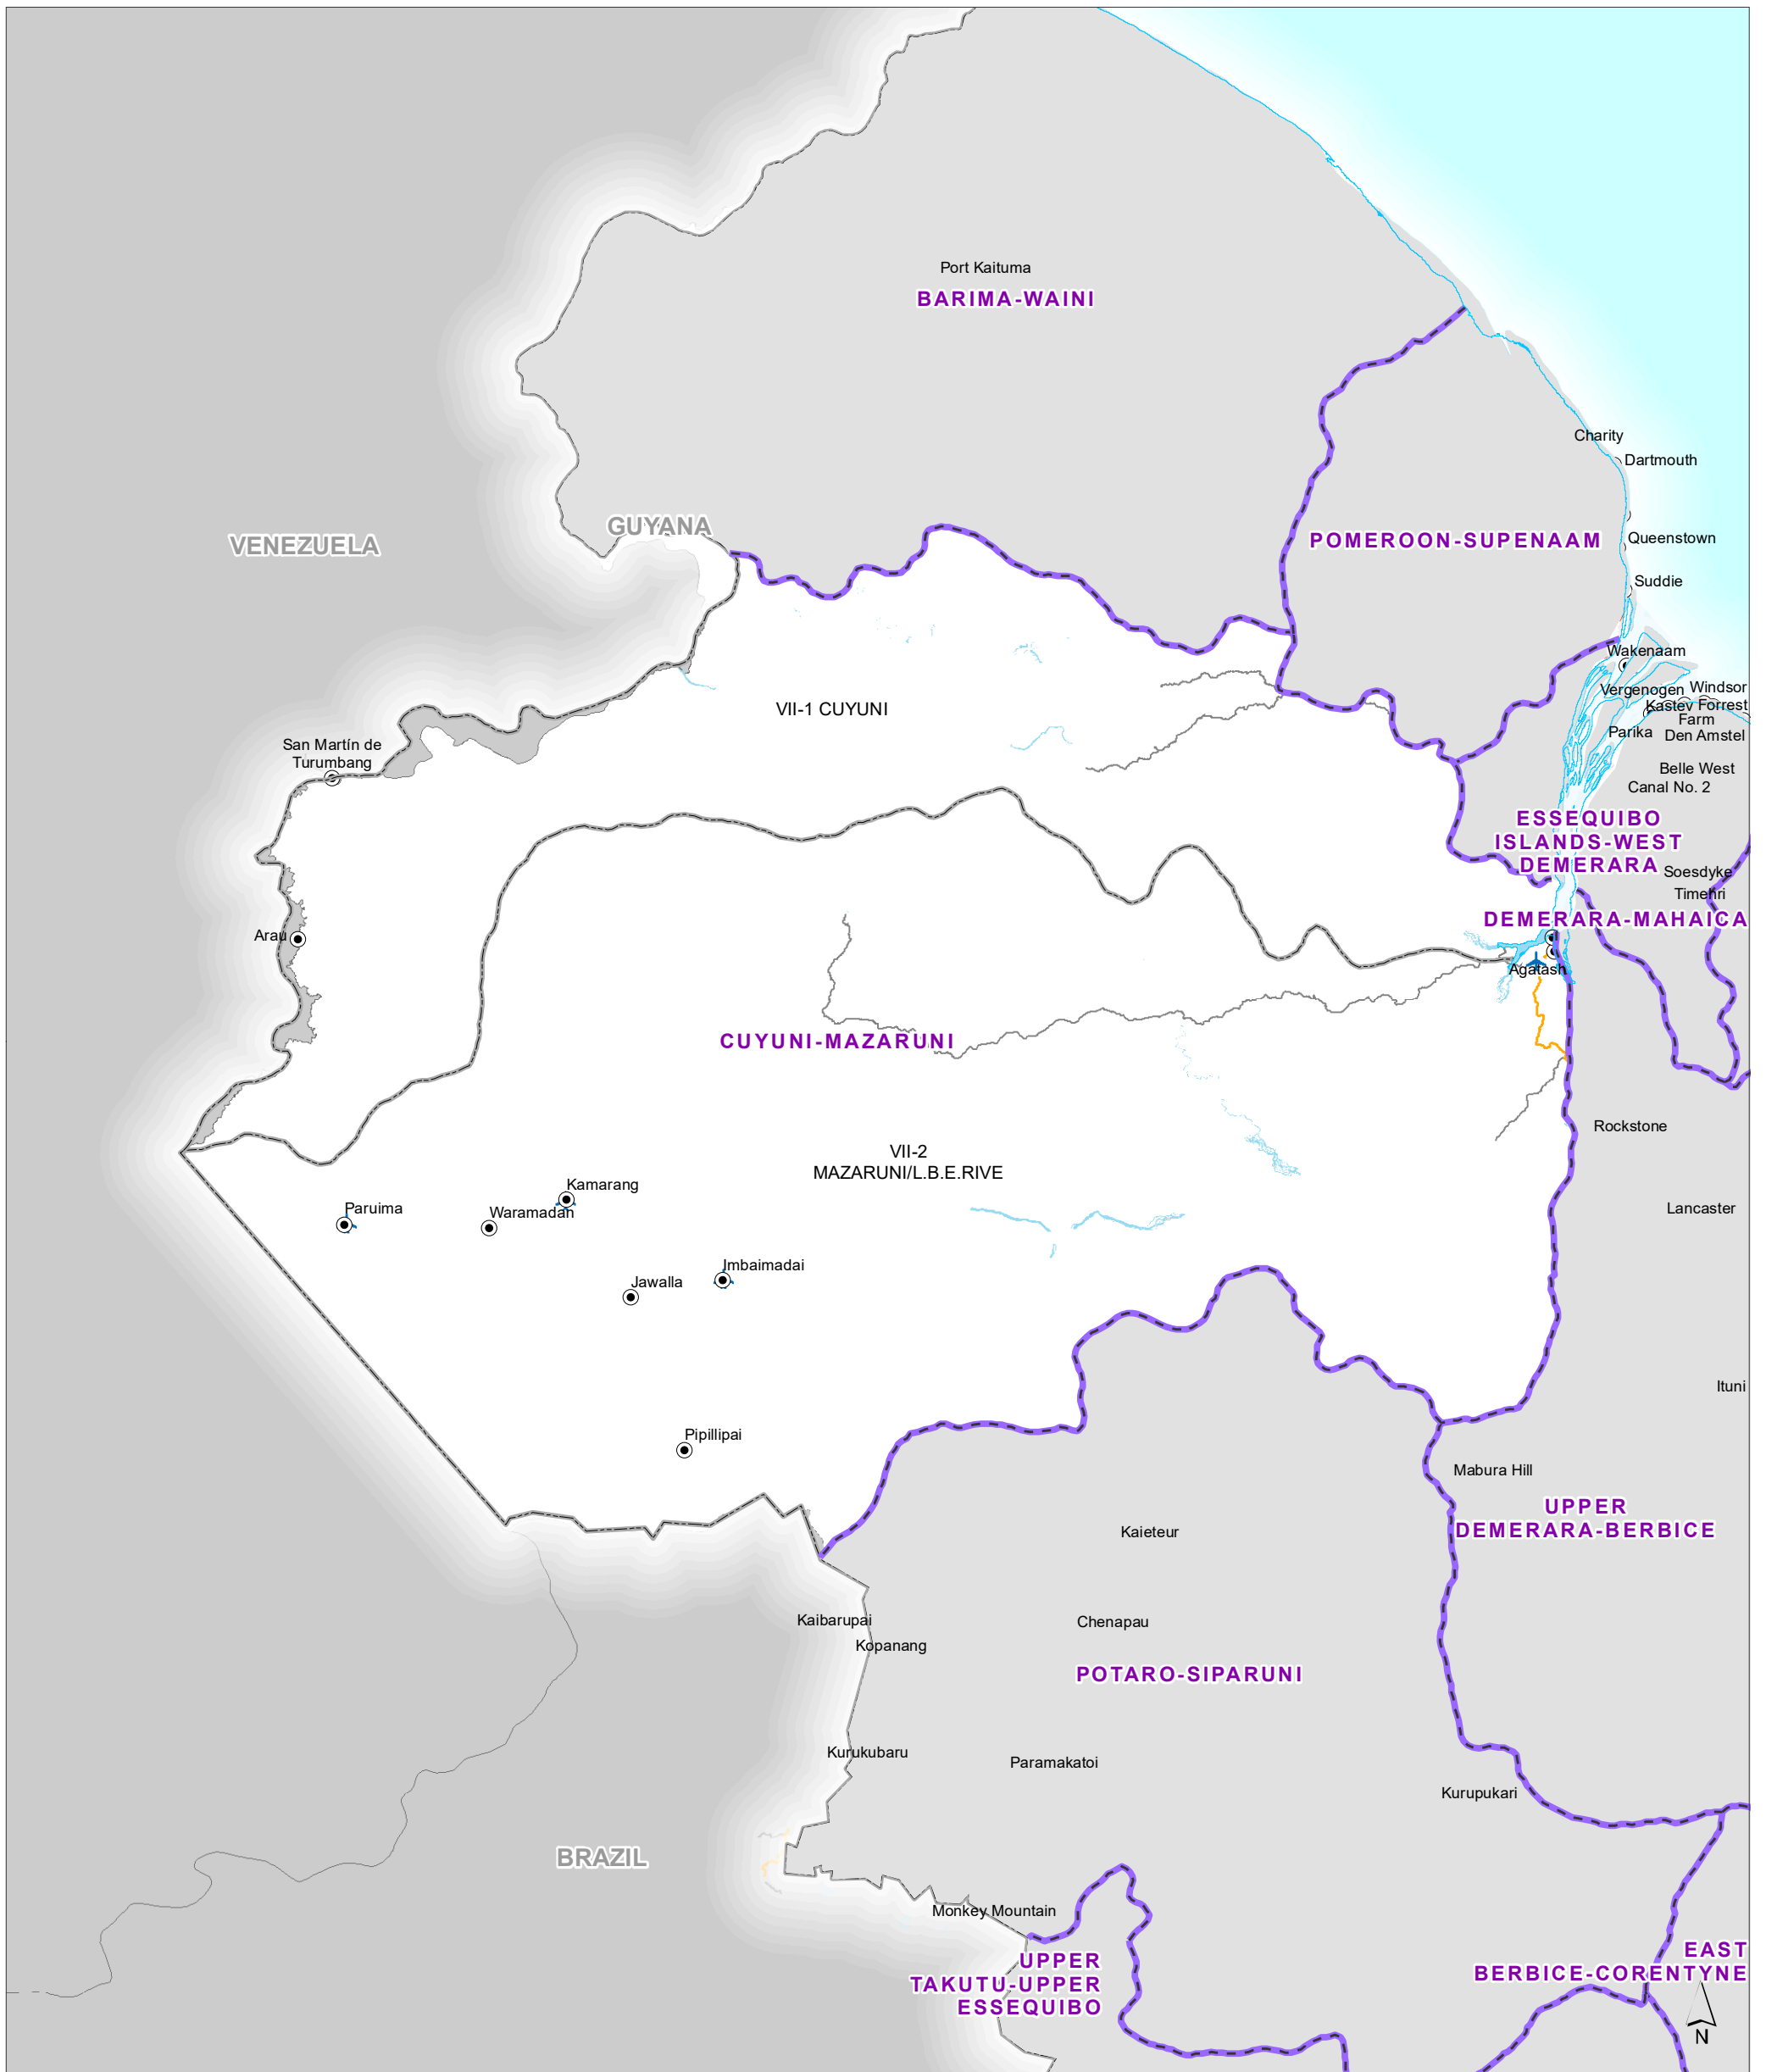 Port Kaituma
BARIMA-WAINI
Charity
Dartmouth
GUYANA
VENEZUELA
POMEROON-SUPENAAM
Queenstown
Suddie
Wakenaam
Vergenogen
Windsor
Kastev
Forrest
Farm
Parika
Den Amstel
VII-1 CUYUNI
San Martín de
Turumbang
Belle West
Canal No. 2
ESSEQUIBO
ISLANDS-WEST
DEMERARA
Soesdyke
Timehri
DEMERARA-MAHAICA
Arau
Agatash
CUYUNI-MAZARUNI
Rockstone
VII-2
MAZARUNI/L.B.E.RIVE
Kamarang
Paruima
Waramadan
Lancaster
Imbaimadai
Jawalla
Ituni
Pipillipai
Mabura Hill
UPPER
DEMERARA-BERBICE
Kaieteur
Kaibarupai
Chenapau
Kopanang
POTARO-SIPARUNI
Kurukubaru
Paramakatoi
Kurupukari
BRAZIL
Monkey Mountain
UPPER
TAKUTU-UPPER
ESSEQUIBO
EAST
BERBICE-CORENTYNE
N